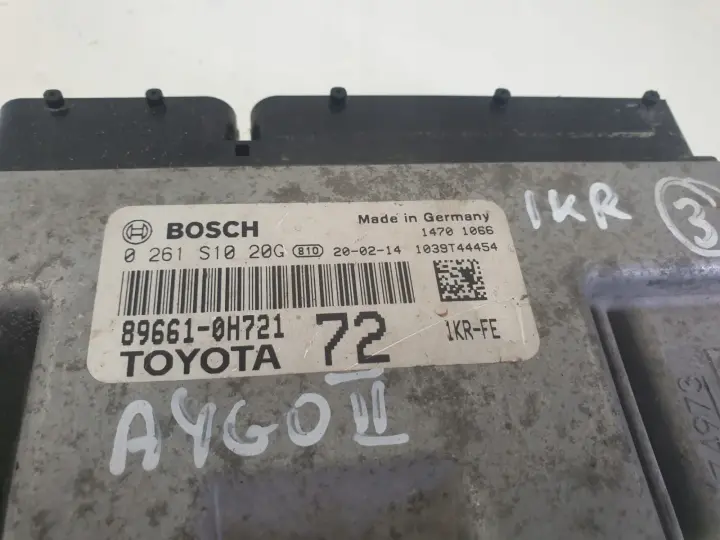 BOSCH
Made in Germany
1470 1066
0 261 S10 20G 810 20-02-14 1039T44454
89661-0H721 72 1KR-FE
TOYOTA
1KR 3
AYGO II